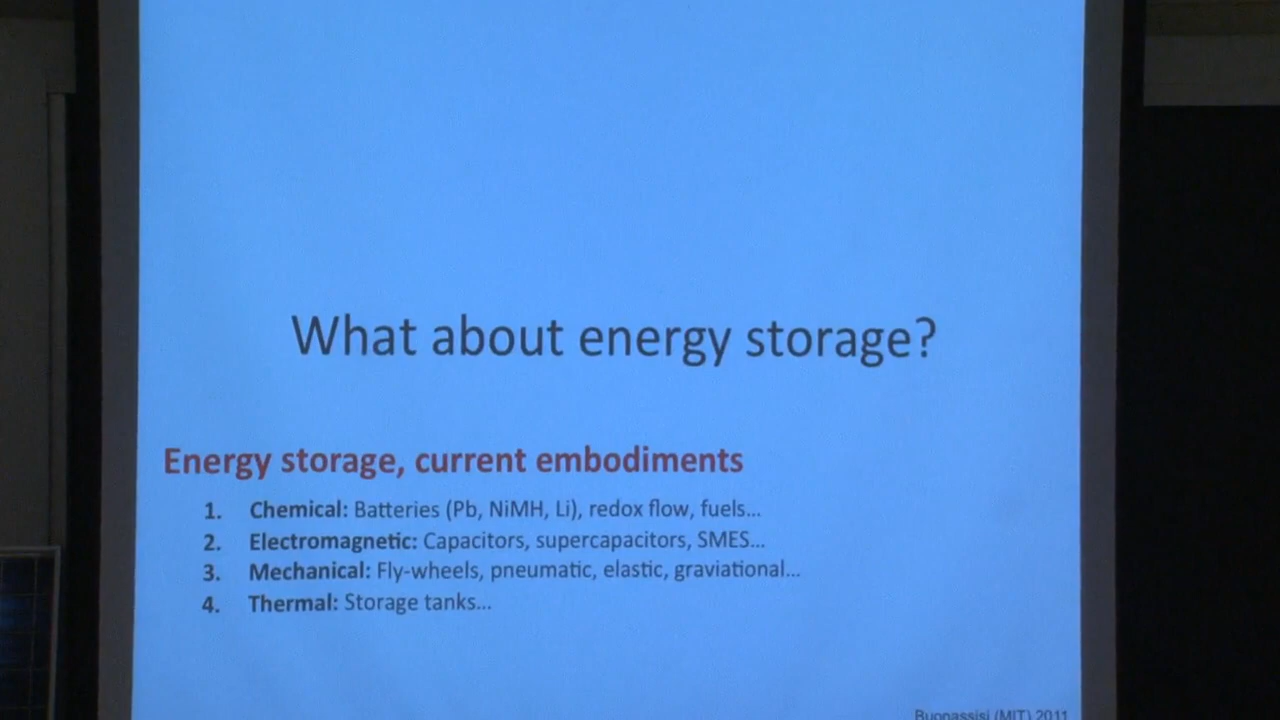 What about energy storage?
Energy storage, current embodiments
1. Chemical: Batteries (Pb, NiMH, Li), redox flow, fuels...
2. Electromagnetic: Capacitors, supercapacitors, SMES...
3. Mechanical: Fly-wheels, pneumatic, elastic, graviational...
4. Thermal: Storage tanks...
Buonassisi (MIT) 2011